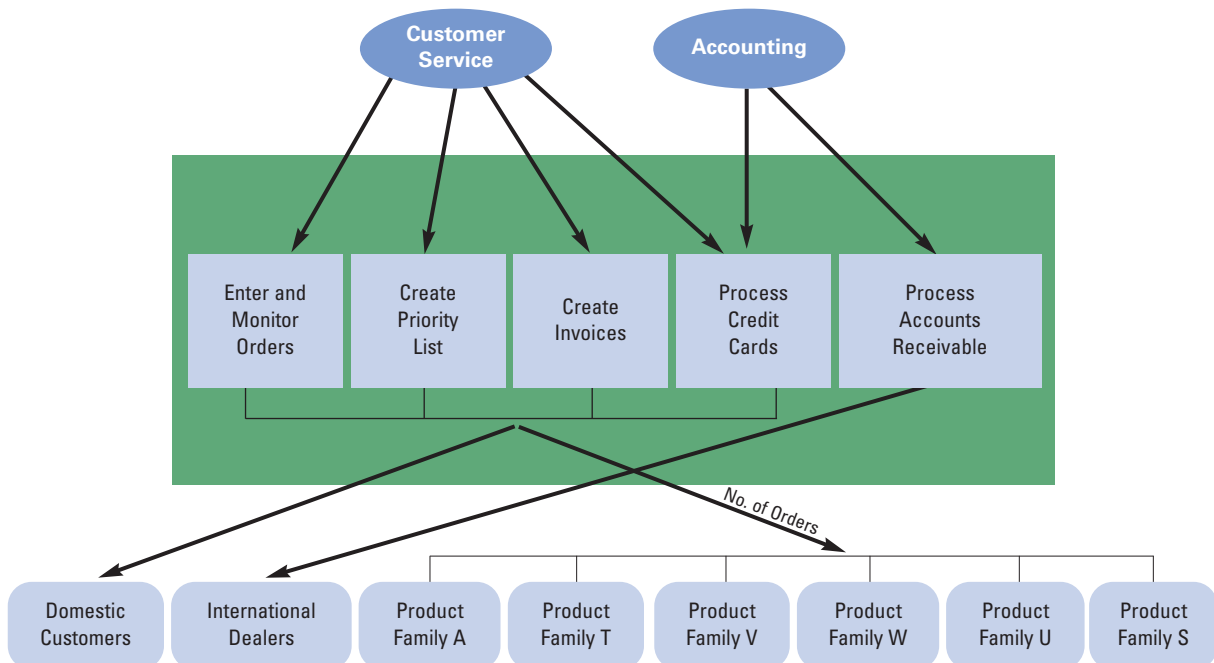 Customer
Service
Accounting
Enter and
Monitor
Orders
Create
Priority
List
Create
Invoices
Process
Credit
Cards
Process
Accounts
Receivable
No. of Orders
Domestic
Customers
International
Dealers
Product
Family A
Product
Family T
Product
Family V
Product
Family W
Product
Family U
Product
Family S